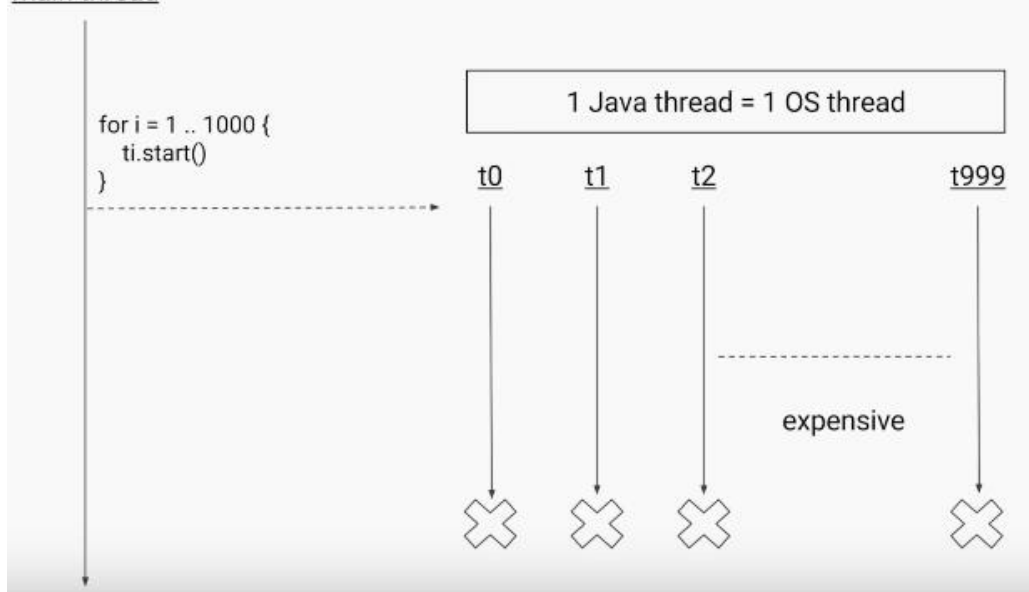 for i = 1 .. 1000 {
ti.start()
}
1 Java thread = 1 OS thread
t0 t1 t2 t999
expensive